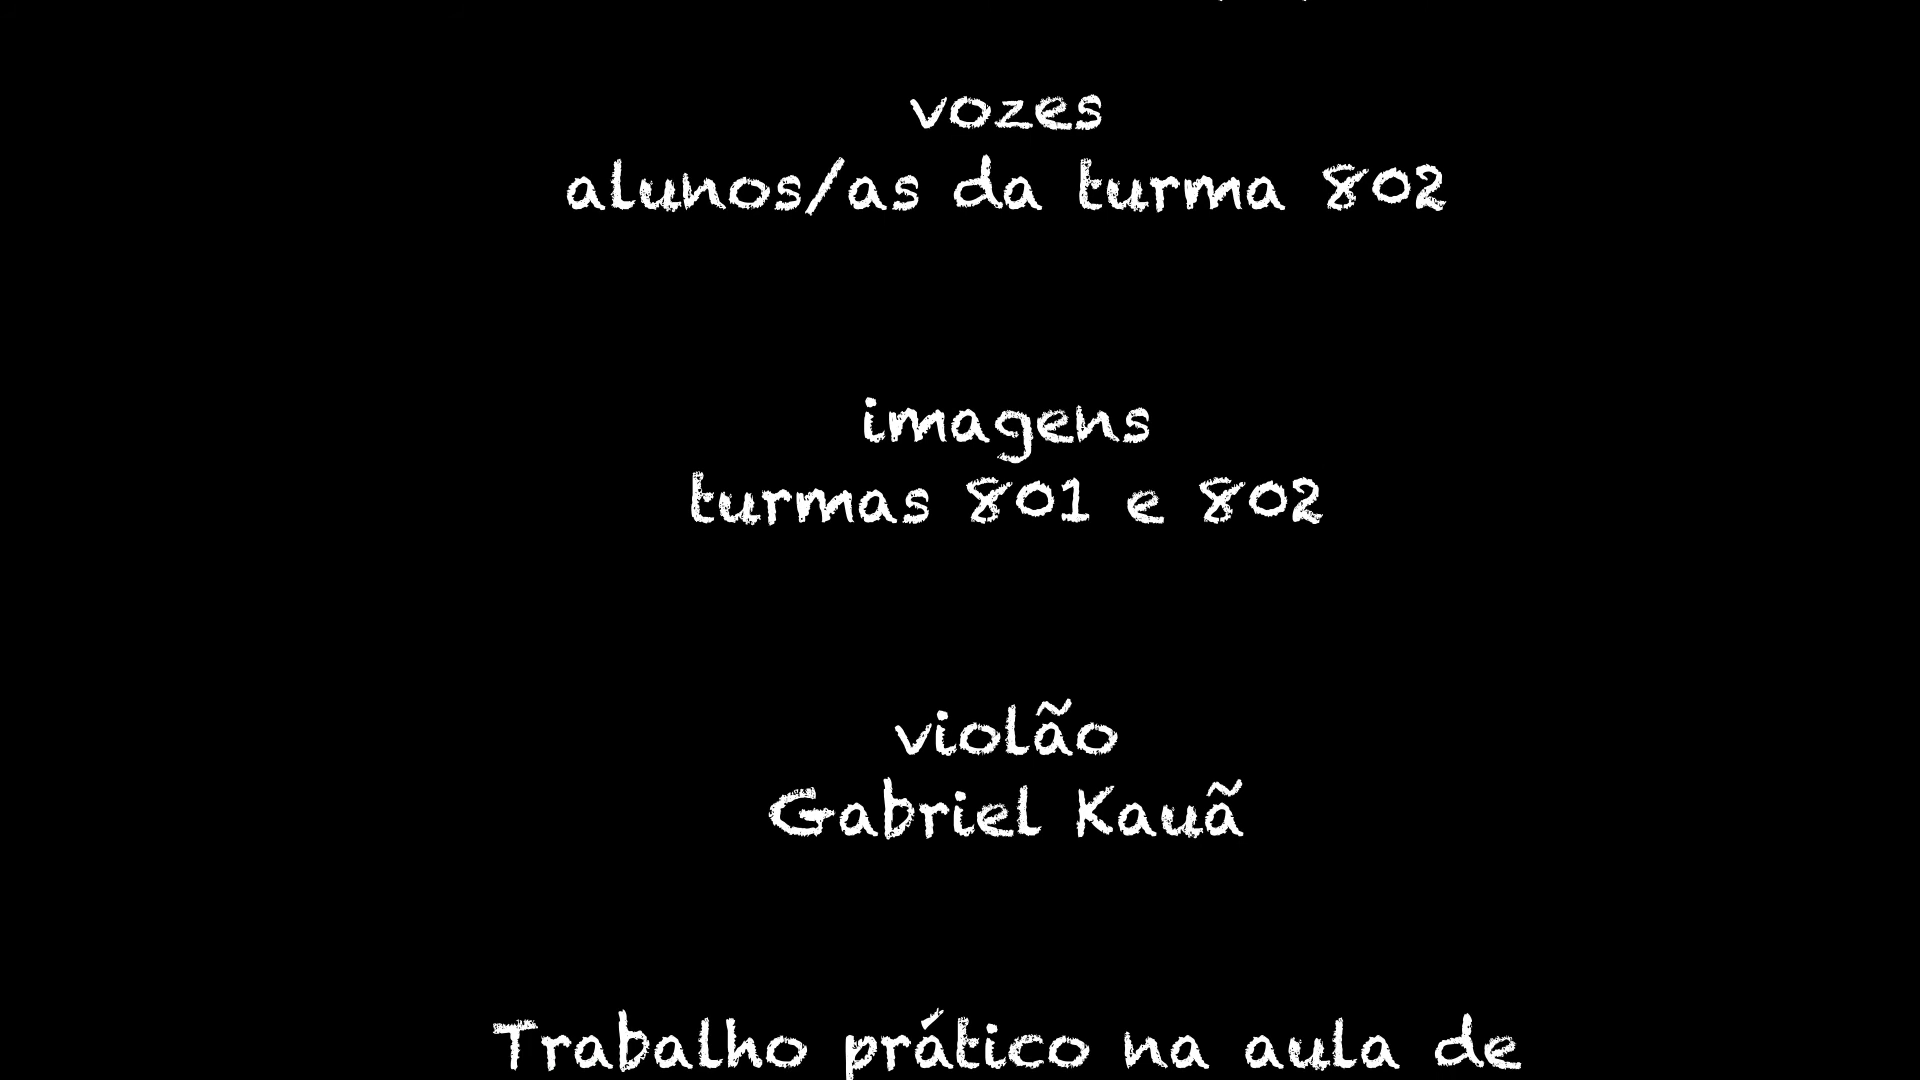 vozes
alunos/as da turma 802
imagens
turmas 801 e 802
violão
Gabriel Kauã
Trabalho prático na aula de